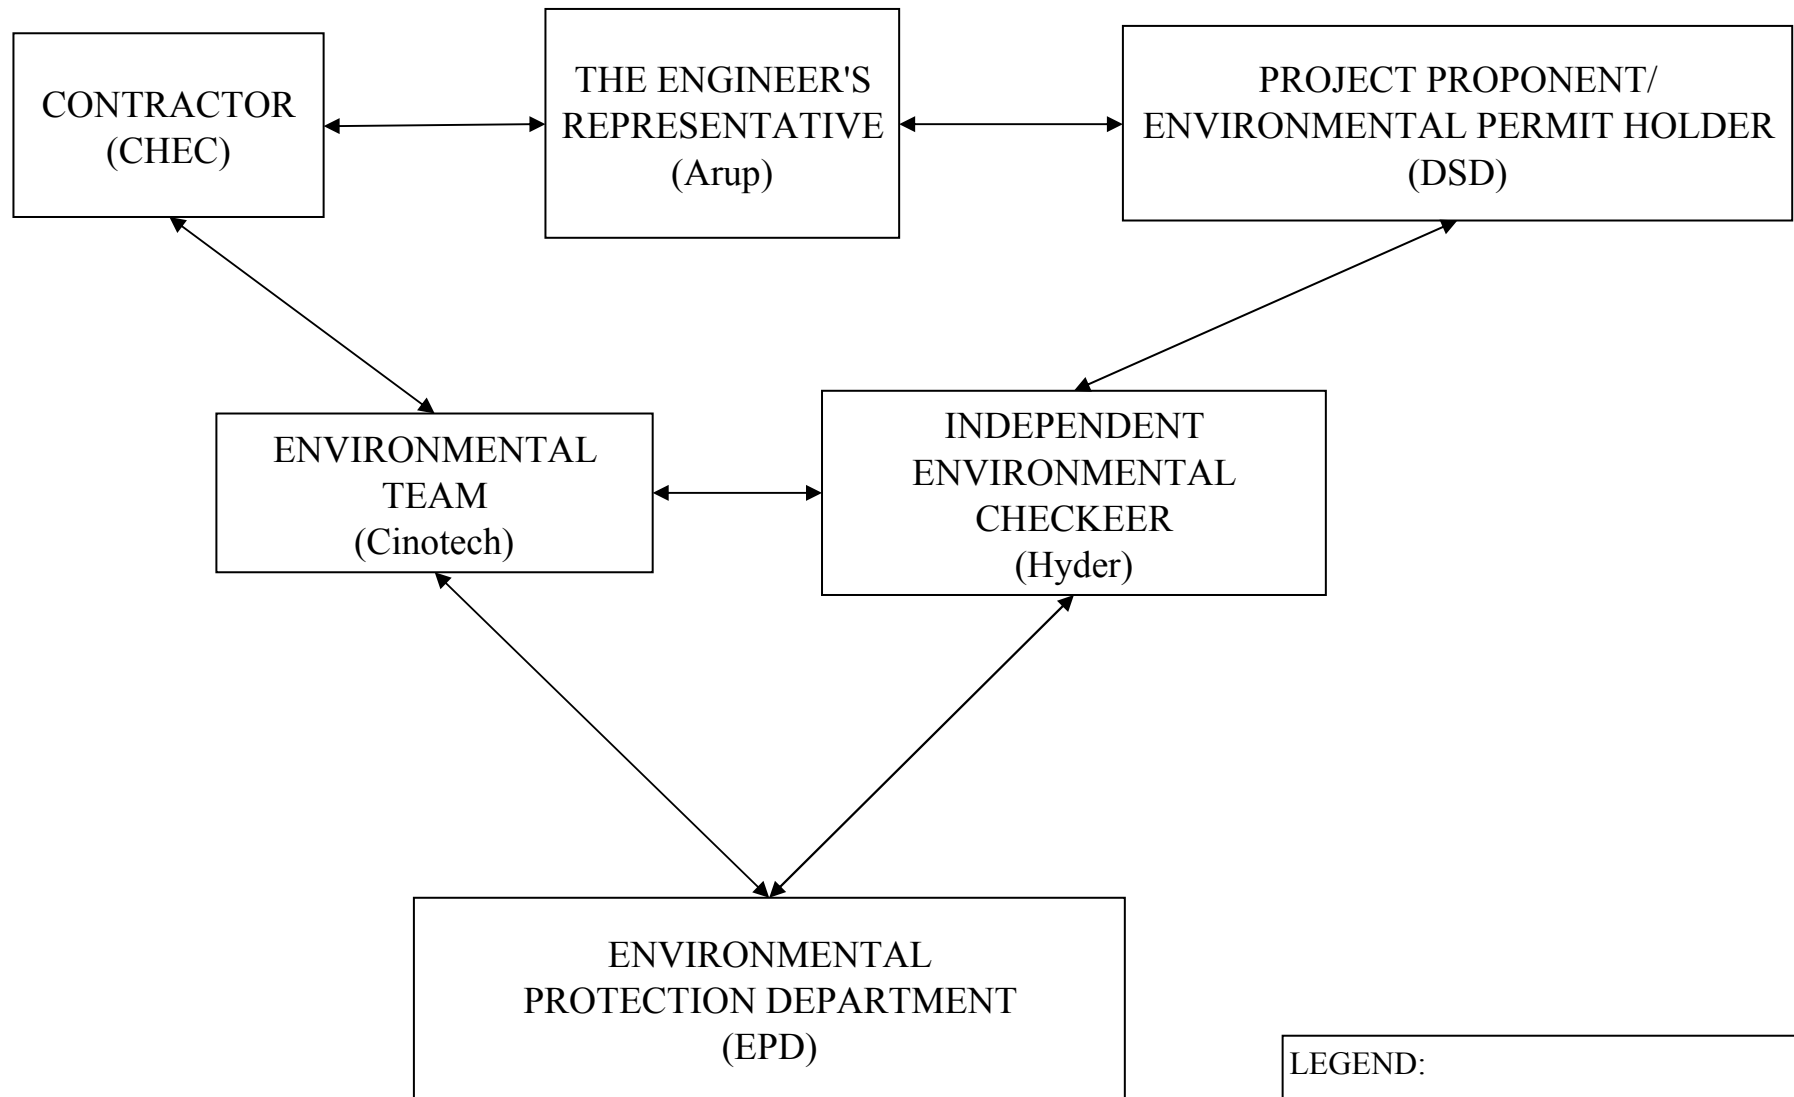 CONTRACTOR
(CHEC)
THE ENGINEER'S
REPRESENTATIVE
(Arup)
PROJECT PROPONENT/
ENVIRONMENTAL PERMIT HOLDER
(DSD)
ENVIRONMENTAL
TEAM
(Cinotech)
INDEPENDENT
ENVIRONMENTAL
CHECKEER
(Hyder)
ENVIRONMENTAL
PROTECTION DEPARTMENT
(EPD)
LEGEND: